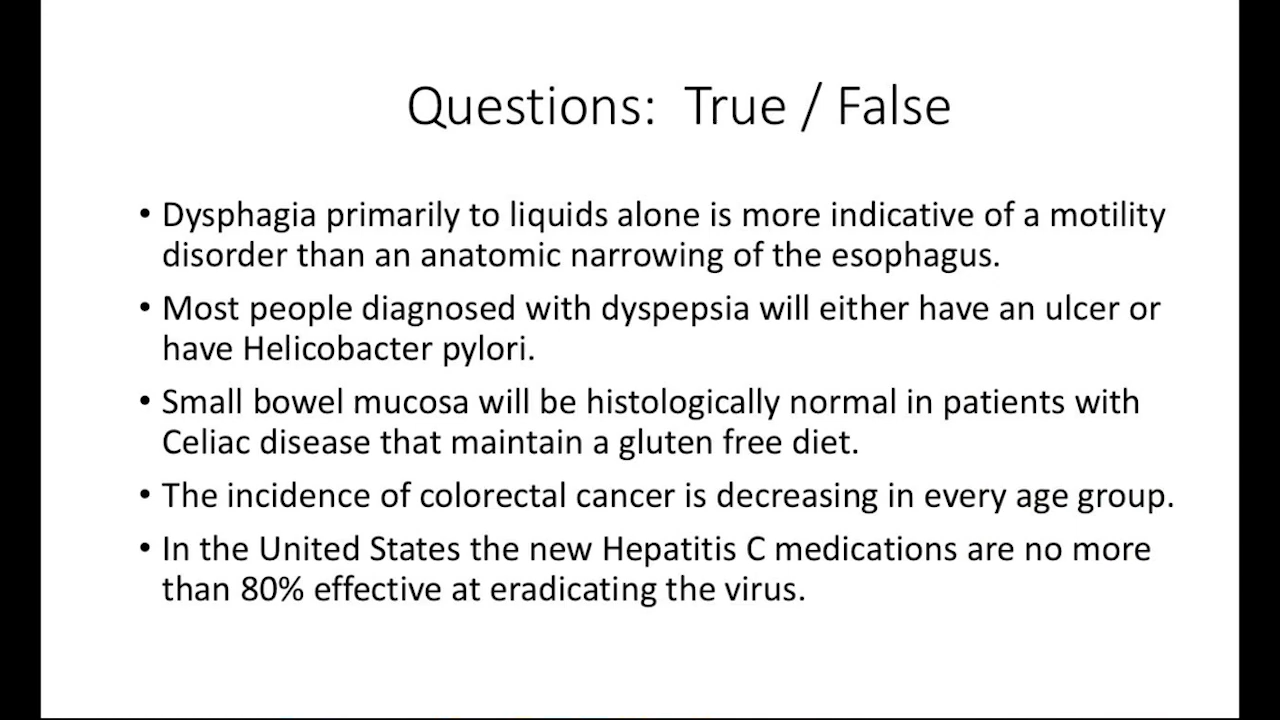 Questions:  True / False
• Dysphagia primarily to liquids alone is more indicative of a motility
disorder than an anatomic narrowing of the esophagus.
• Most people diagnosed with dyspepsia will either have an ulcer or
have Helicobacter pylori.
• Small bowel mucosa will be histologically normal in patients with
Celiac disease that maintain a gluten free diet.
• The incidence of colorectal cancer is decreasing in every age group.
• In the United States the new Hepatitis C medications are no more
than 80% effective at eradicating the virus.